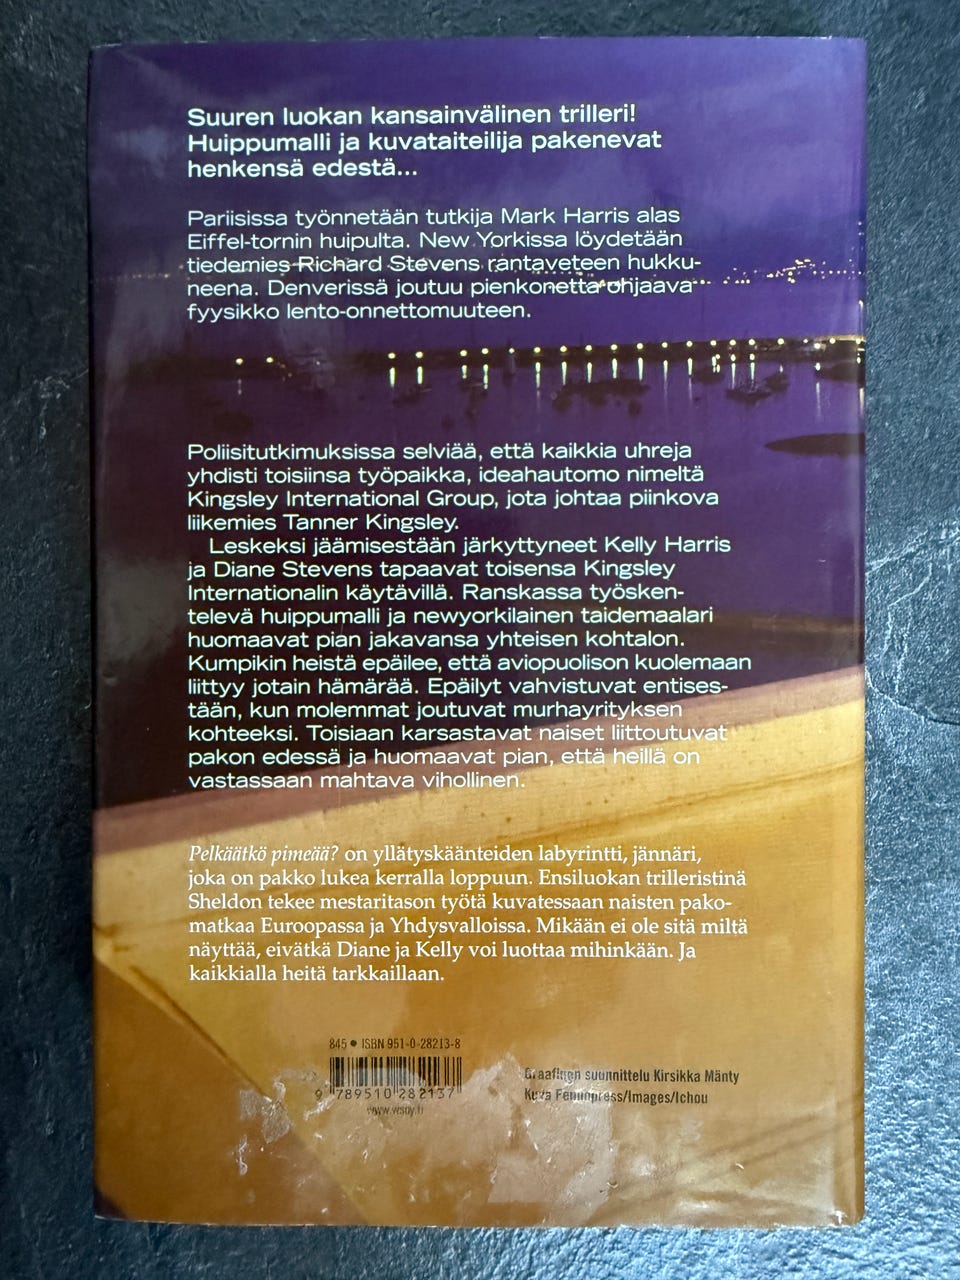 Suuren luokan kansainvälinen trilleri!
Huippumalli ja kuvataiteilija pakenevat
henkensä edestä...
Pariisissa työnnetään tutkija Mark Harris alas
Eiffel-tornin huipulta. New Yorkissa löydetään
tiedemies Richard Stevens rantaveteen hukku-
neena. Denverissä joutuu pienkonetta ohjaava
fyysikko lento-onnettomuuteen.
Poliisitutkimuksissa selviää, että kaikkia uhreja
yhdisti toisiinsa työpaikka, ideahautomo nimeltä
Kingsley International Group, jota johtaa piinkova
liikemies Tanner Kingsley.
Leskeksi jäämisestään järkyttyneet Kelly Harris
ja Diane Stevens tapaavat toisensa Kingsley
Internationalin käytävillä. Ranskassa työsken-
televä huippumalli ja newyorkilainen taidemaalari
huomaavat pian jakavansa yhteisen kohtalon.
Kumpikin heistä epäilee, että aviopuolison kuolemaan
liittyy jotain hämärää. Epäilyt vahvistuvat entises-
tään, kun molemmat joutuvat murhayrityksen
kohteeksi. Toisiaan karsastavat naiset liittoutuvat
pakon edessä ja huomaavat pian, että heillä on
vastassaan mahtava vihollinen.
Pelkäätkö pimeää? on yllätyskäänteiden labyrintti, jännäri,
joka on pakko lukea kerralla loppuun. Ensiluokan trilleristinä
Sheldon tekee mestaritason työtä kuvatessaan naisten pako-
matkaa Euroopassa ja Yhdysvalloissa. Mikään ei ole sitä miltä
näyttää, eivätkä Diane ja Kelly voi luottaa mihinkään. Ja
kaikkialla heitä tarkkaillaan.
845 • ISBN 951-0-28213-8
9 789510 282137
www.wsoy.fi
Graafinen suunnittelu Kirsikka Mänty
Kuva Fennopress/Images/Ichou